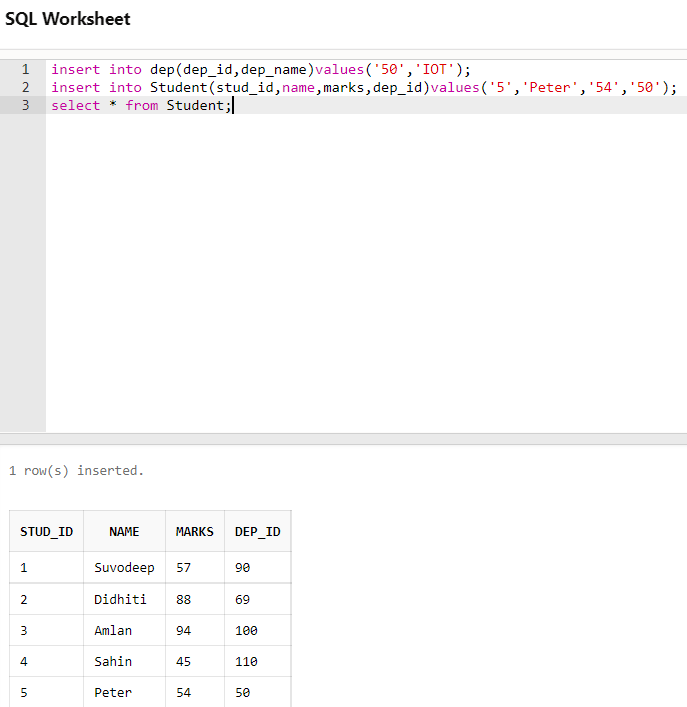 SQL Worksheet
1 insert into dep(dep_id,dep_name)values('50','IOT');
2 insert into Student(stud_id,name,marks,dep_id)values('5','Peter','54','50');
3 select * from Student;
1 row(s) inserted.
STUD_ID NAME MARKS DEP_ID
1 Suvodeep 57 90
2 Didhiti 88 69
3 Amlan 94 100
4 Sahin 45 110
5 Peter 54 50